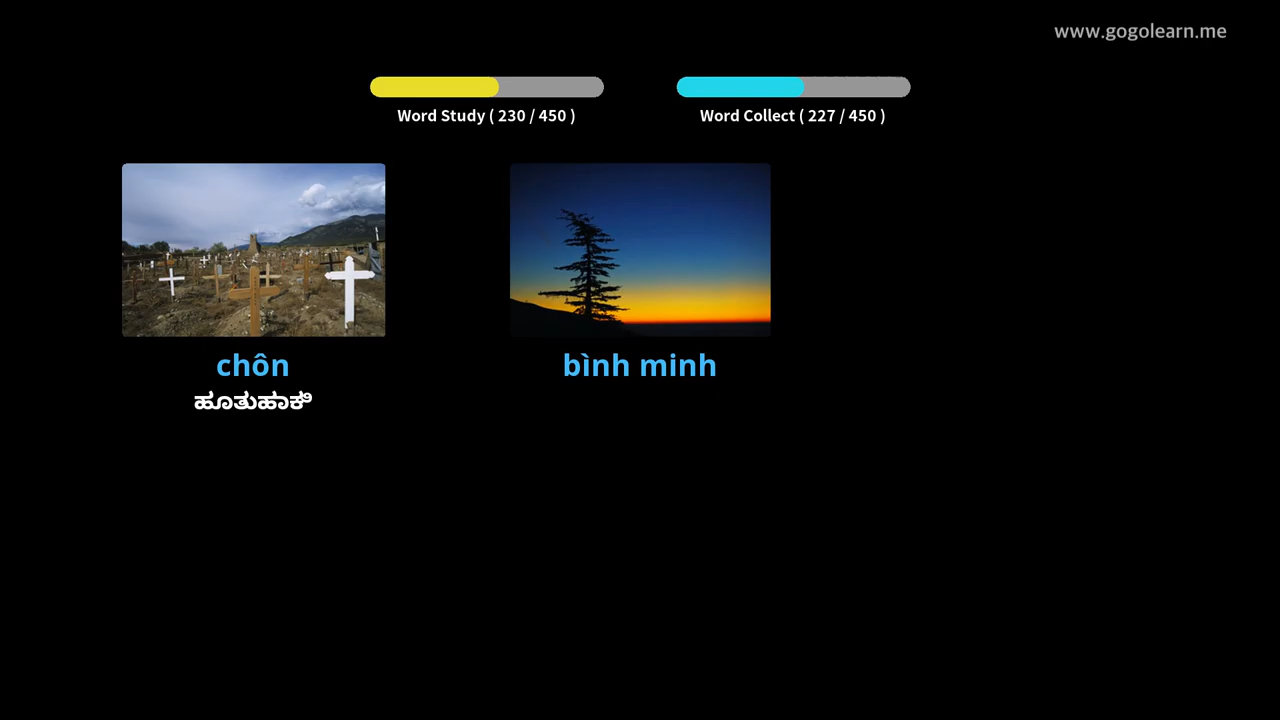 www.gogolearn.me
Word Study ( 230 / 450 )
Word Collect ( 227 / 450 )
chôn
ಹೂತುಹಾಕಿ
bình minh